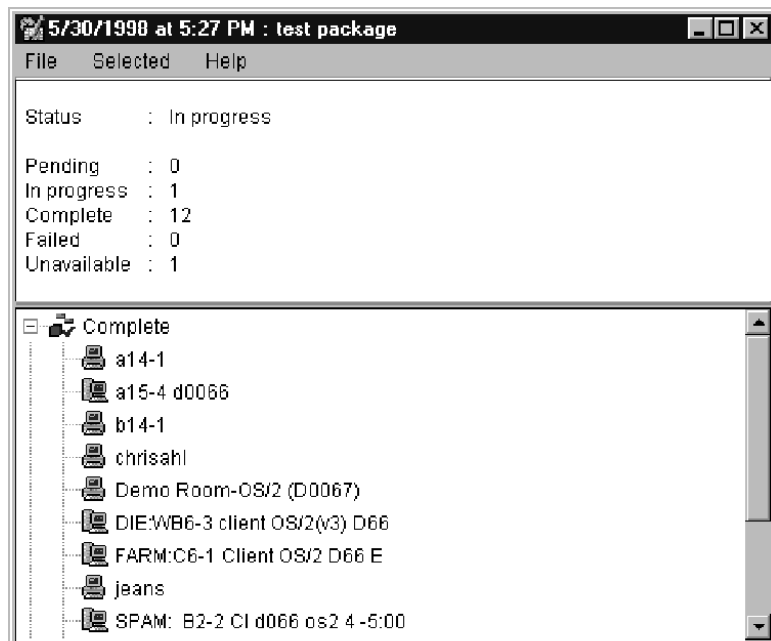 5/30/1998 at 5:27 PM : test package
File Selected Help
Status : In progress
Pending : 0
In progress : 1
Complete : 12
Failed : 0
Unavailable : 1
Complete
a14-1
a15-4 d0066
b14-1
chrisahl
Demo Room-OS/2 (D0067)
DIE:WB6-3 client OS/2(v3) D66
FARM:C6-1 Client OS/2 D66 E
jeans
SPAM: B2-2 Cl d066 os2 4 -5:00